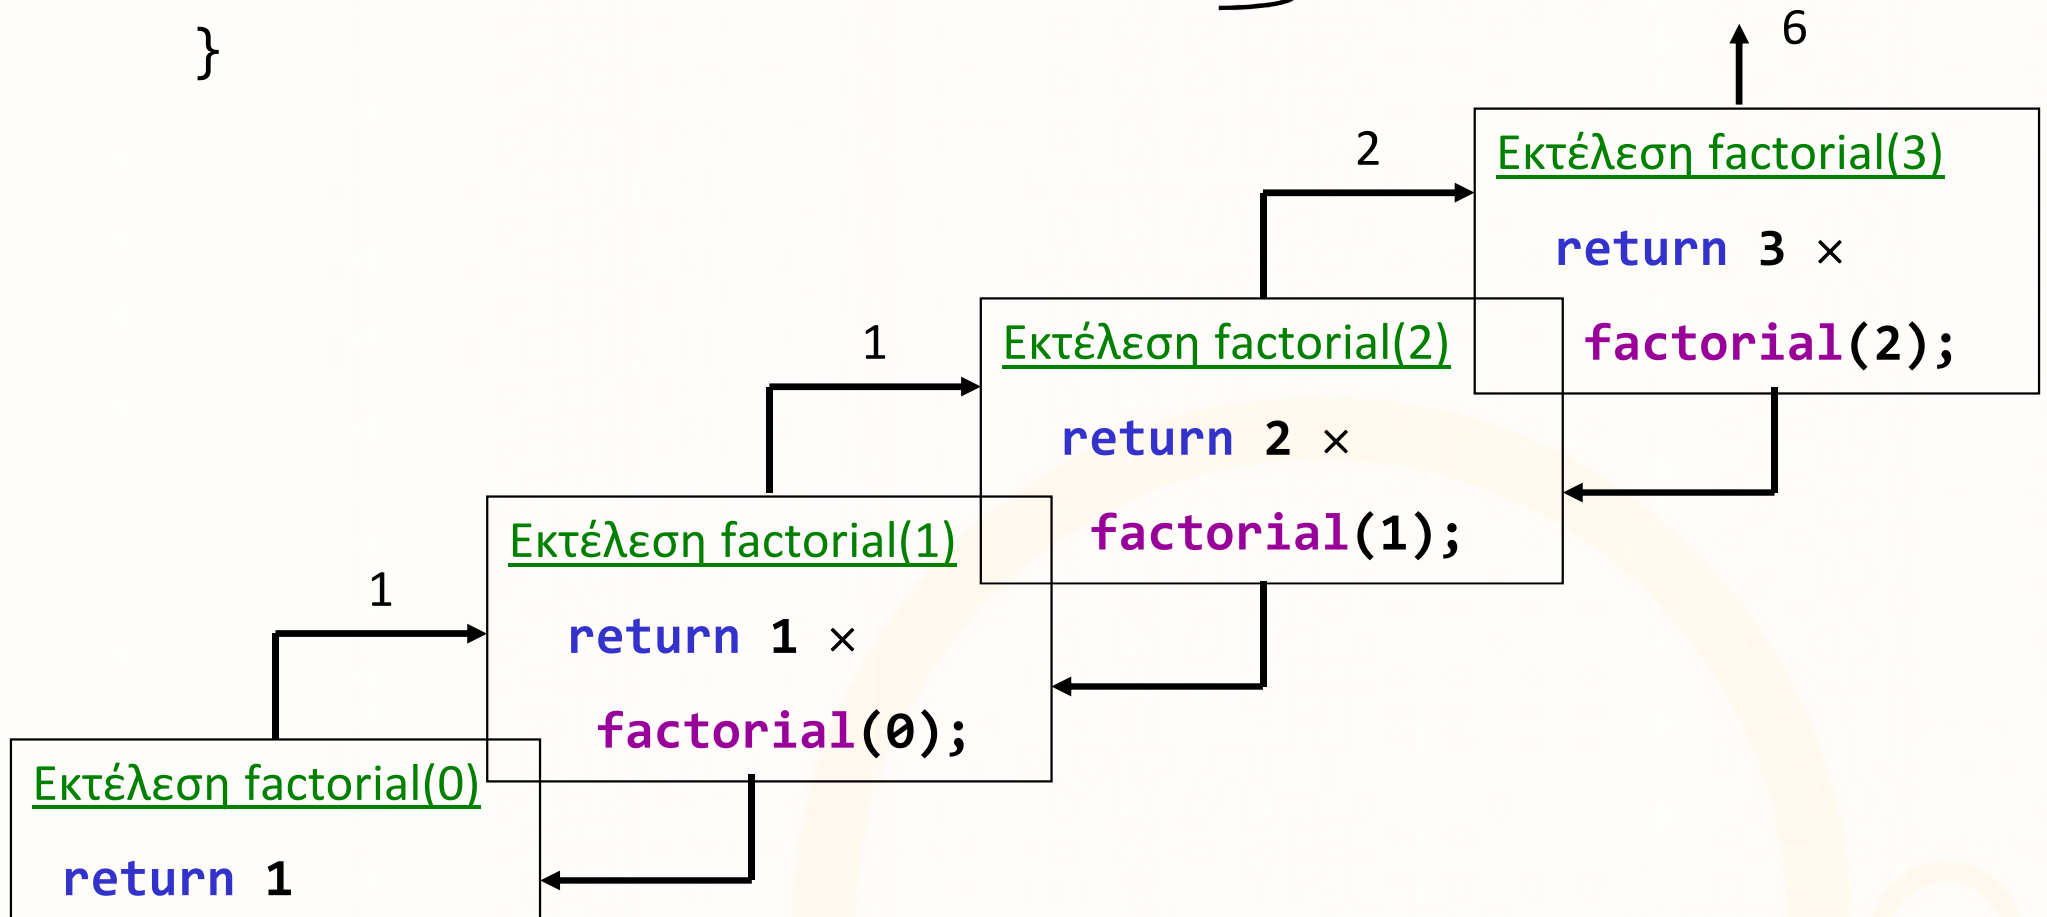 }
6
Εκτέλεση factorial(3)
return 3 ×
factorial(2);
2
Εκτέλεση factorial(2)
return 2 ×
factorial(1);
1
Εκτέλεση factorial(1)
return 1 ×
factorial(0);
1
Εκτέλεση factorial(0)
return 1